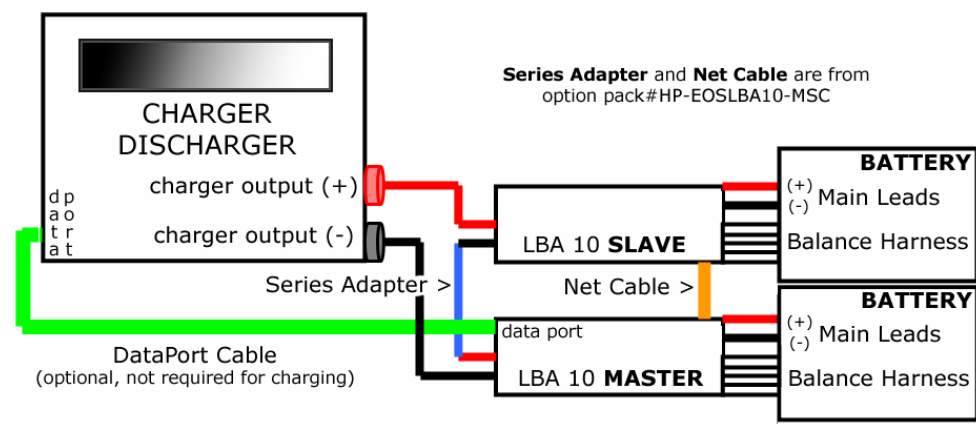 Series Adapter and Net Cable are from
option pack#HP-EOSLBA10-MSC
CHARGER
DISCHARGER
charger output (+)
charger output (-)
d p
a o
t r
a t
Series Adapter >
Net Cable >
DataPort Cable
(optional, not required for charging)
LBA 10 SLAVE
data port
LBA 10 MASTER
BATTERY
(+) Main Leads
(-)
Balance Harness
BATTERY
(+) Main Leads
(-)
Balance Harness